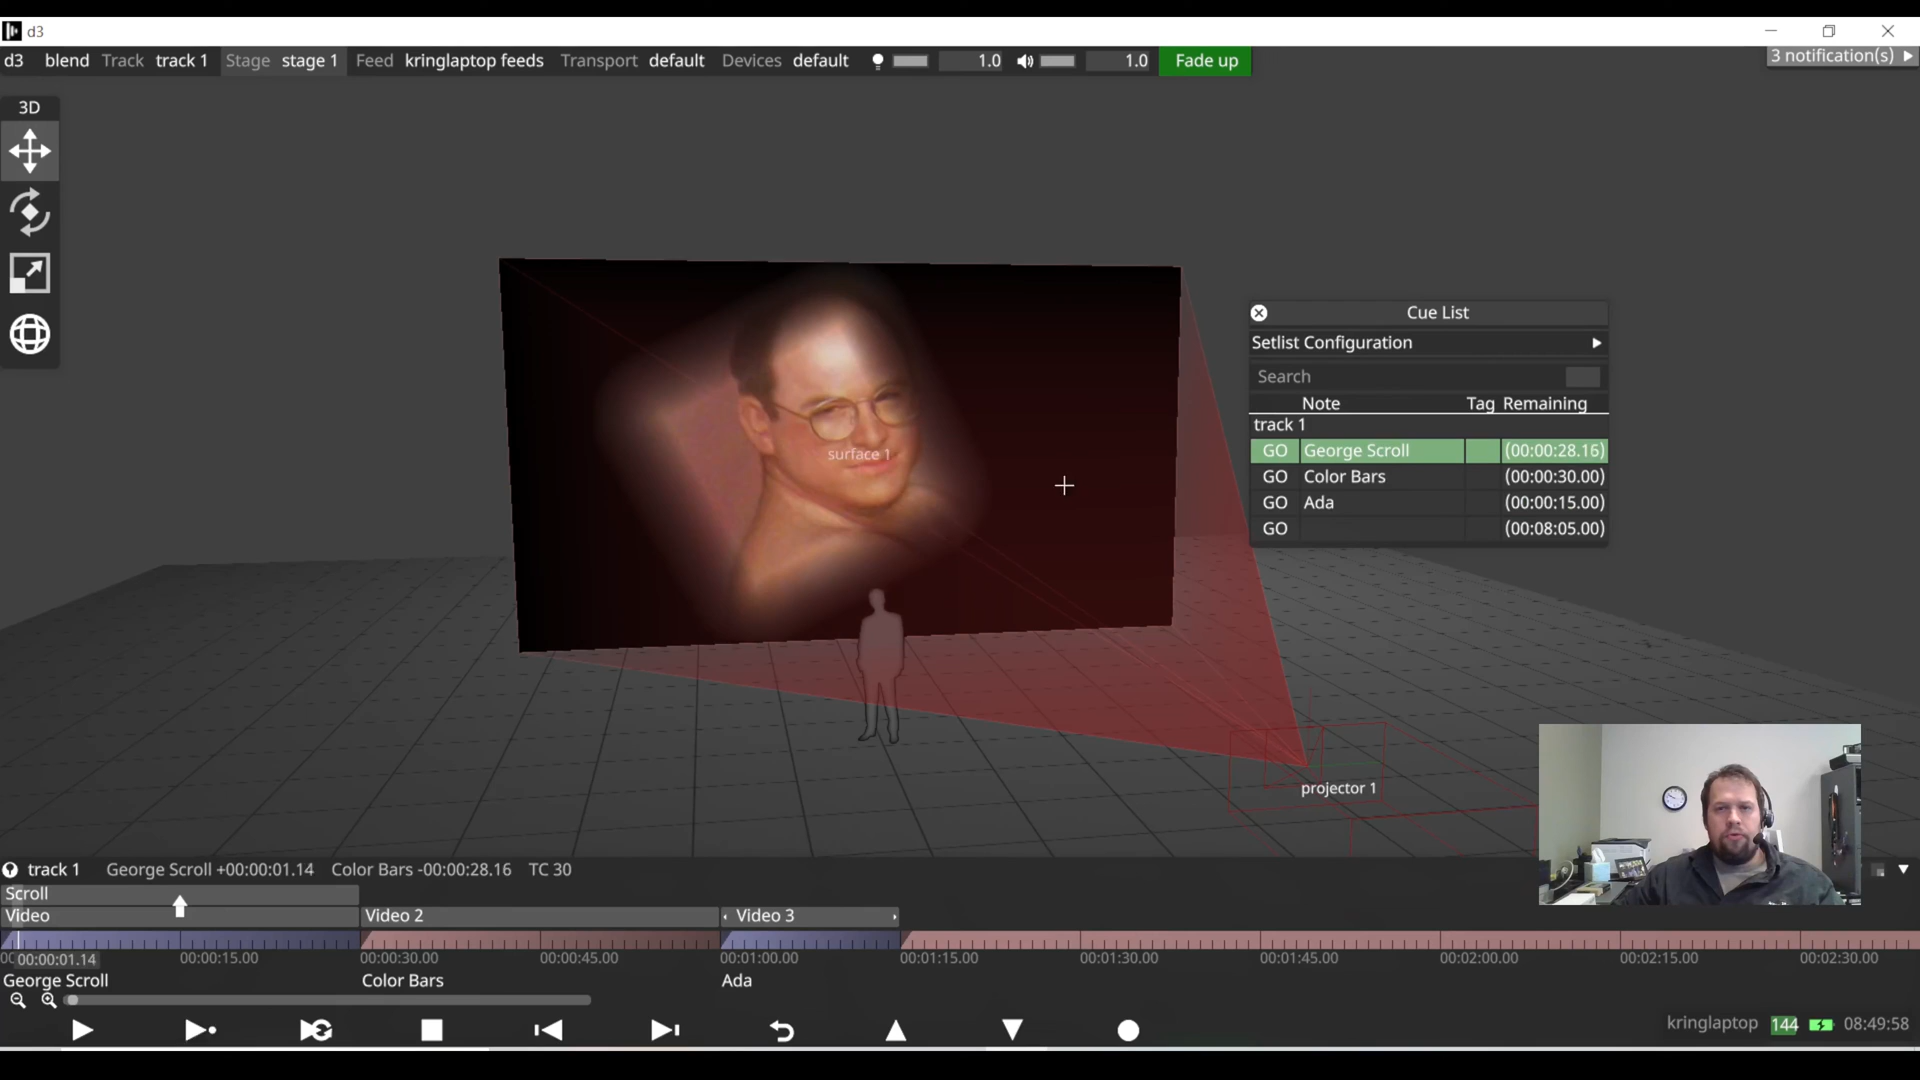 d3
d3 blend Track track 1 Stage stage 1 Feed kringlaptop feeds Transport default Devices default 1.0 1.0 Fade up
3 notification(s)
3D
surface 1
Cue List
Setlist Configuration
Search
Note Tag Remaining
track 1
GO George Scroll (00:00:28.16)
GO Color Bars (00:00:30.00)
GO Ada (00:00:15.00)
GO (00:08:05.00)
projector 1
track 1 George Scroll +00:00:01.14 Color Bars -00:00:28.16 TC 30
Scroll
Video Video 2 Video 3
00:00:01.14 00:00:15.00 00:00:30.00 00:00:45.00 00:01:00.00 00:01:15.00 00:01:30.00 00:01:45.00 00:02:00.00 00:02:15.00 00:02:30.00
George Scroll Color Bars Ada
kringlaptop 144 08:49:58